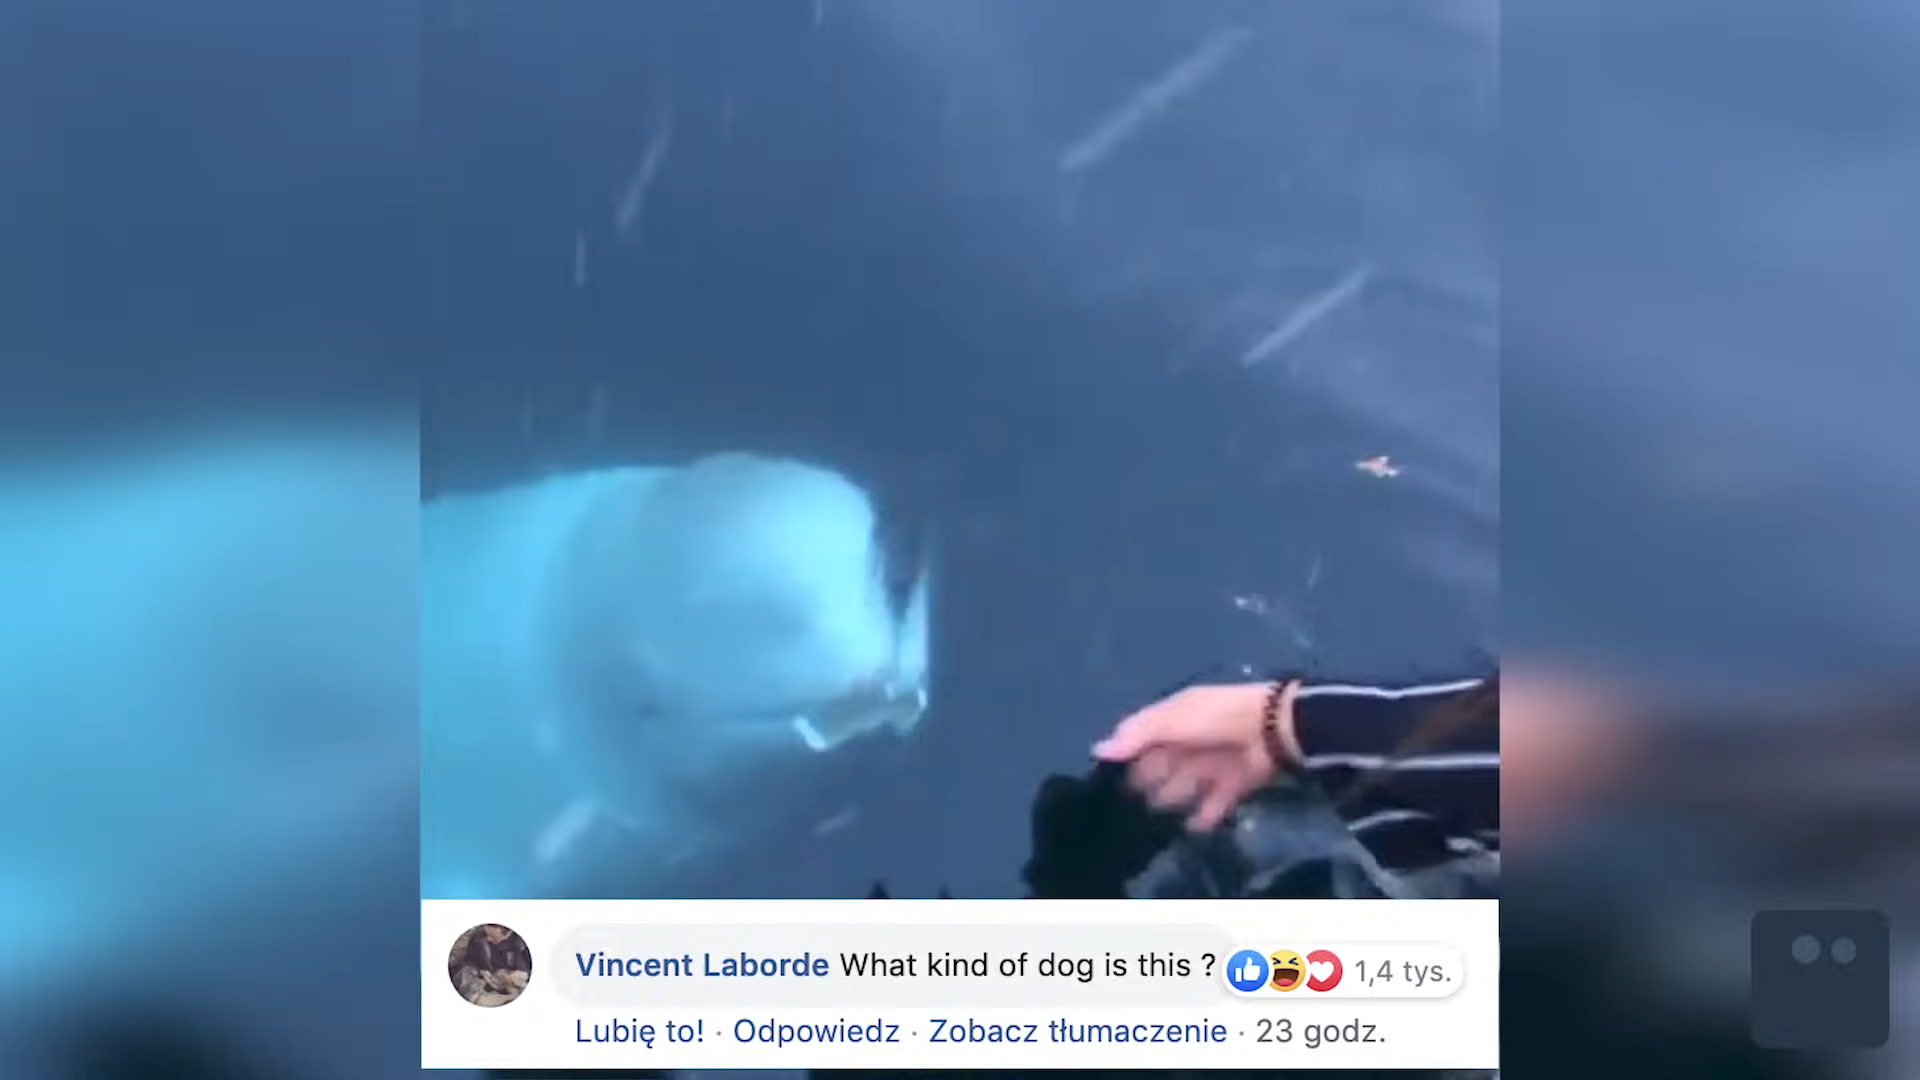 Vincent Laborde What kind of dog is this ? 1,4 tys.
Lubię to! · Odpowiedz · Zobacz tłumaczenie · 23 godz.